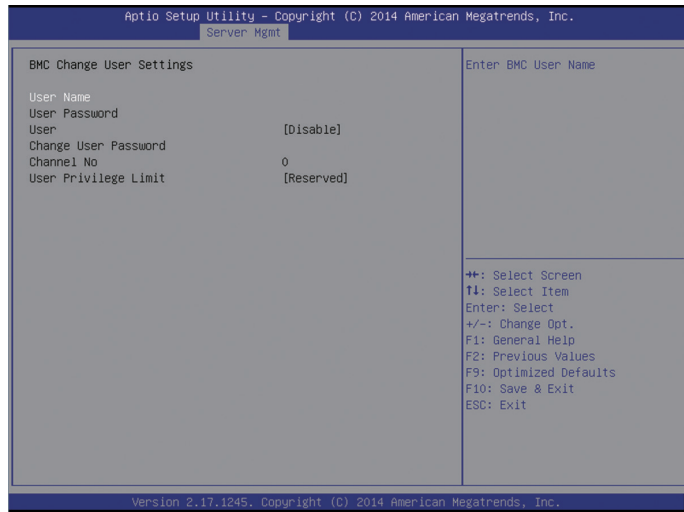 Aptio Setup Utility – Copyright (C) 2014 American Megatrends, Inc.
Server Mgmt
BMC Change User Settings
User Name
User Password
User [Disable]
Change User Password
Channel No 0
User Privilege Limit [Reserved]
Enter BMC User Name
→←: Select Screen
↑↓: Select Item
Enter: Select
+/-: Change Opt.
F1: General Help
F2: Previous Values
F9: Optimized Defaults
F10: Save & Exit
ESC: Exit
Version 2.17.1245. Copyright (C) 2014 American Megatrends, Inc.